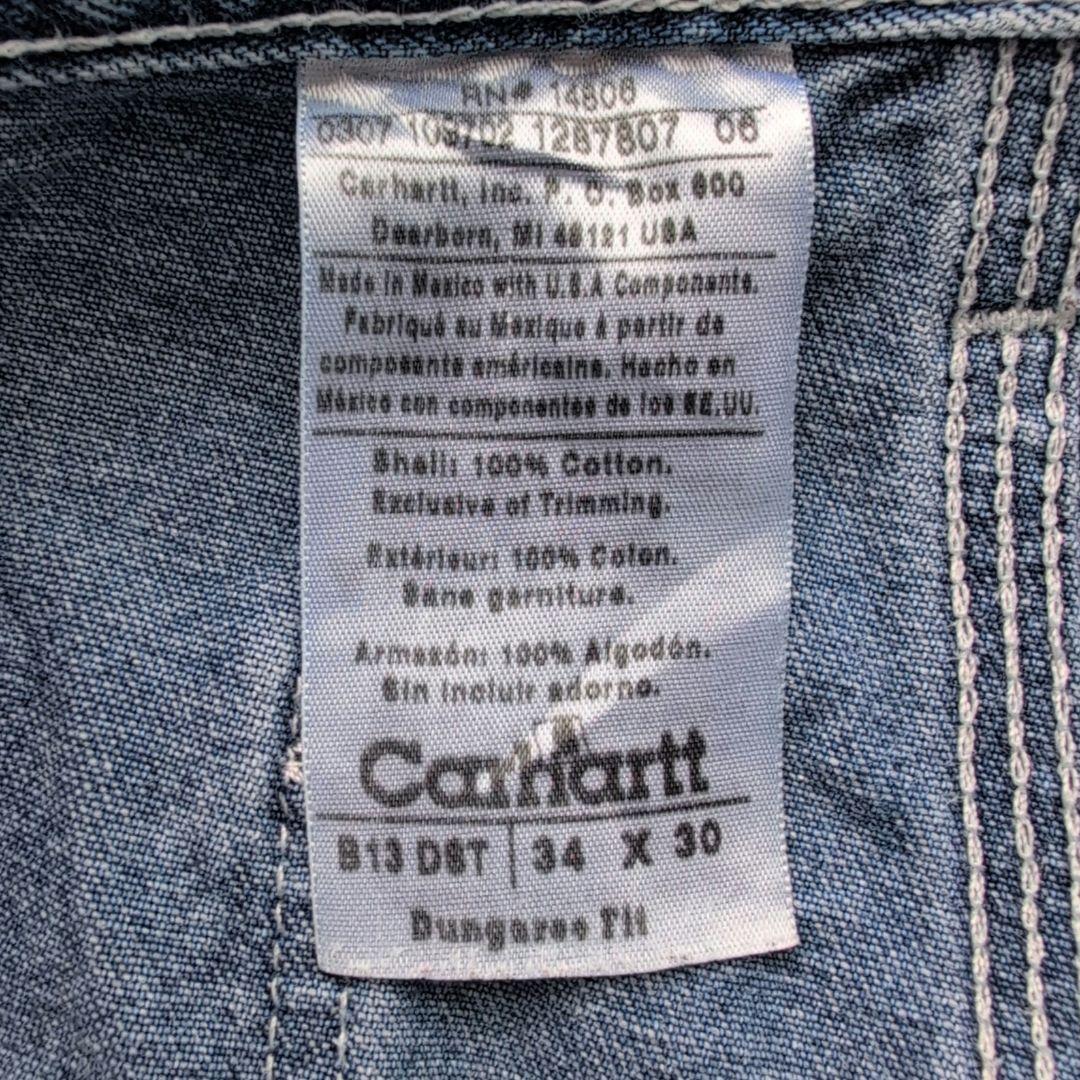 RN# 14806
0307 103702 1287807 06
Carhartt, Inc. P. O. Box 600
Dearborn, MI 48121 USA
Made in Mexico with U.S.A Components.
Fabriqué au Mexique à partir de
composants américains. Hecho en
México con componentes de los EE.UU.
Shell: 100% Cotton.
Exclusive of Trimming.
Extérieur: 100% Coton.
Sans garniture.
Armazón: 100% Algodón.
Sin incluir adorno.
Carhartt
B13 DST | 34 X 30
Dungaree Fit